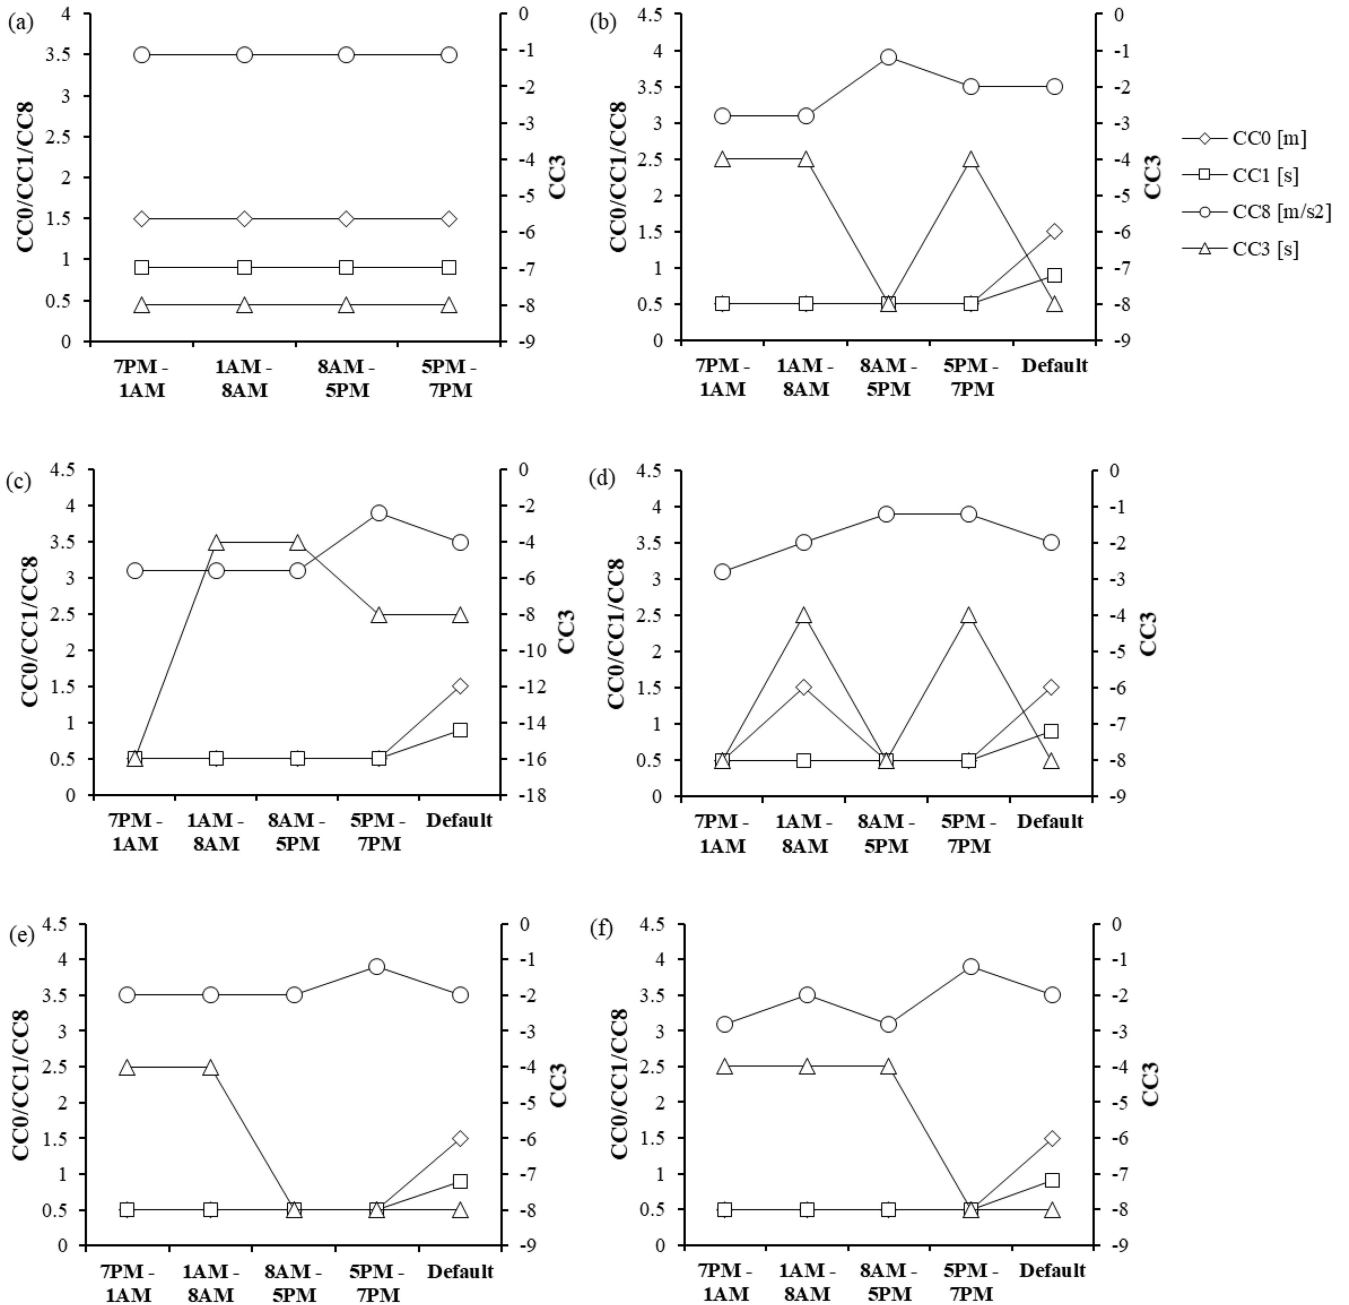 (a)
4
3.5
3
2.5
2
1.5
1
0.5
0
CC0/CC1/CC8
0
-1
-2
-3
-4
-5
-6
-7
-8
-9
CC3
7PM -
1AM
1AM -
8AM
8AM -
5PM
5PM -
7PM
(b)
4.5
4
3.5
3
2.5
2
1.5
1
0.5
0
CC0/CC1/CC8
0
-1
-2
-3
-4
-5
-6
-7
-8
-9
CC3
7PM -
1AM
1AM -
8AM
8AM -
5PM
5PM -
7PM
Default
CC0 [m]
CC1 [s]
CC8 [m/s2]
CC3 [s]
(c)
4.5
4
3.5
3
2.5
2
1.5
1
0.5
0
CC0/CC1/CC8
0
-2
-4
-6
-8
-10
-12
-14
-16
-18
CC3
7PM -
1AM
1AM -
8AM
8AM -
5PM
5PM -
7PM
Default
(d)
4.5
4
3.5
3
2.5
2
1.5
1
0.5
0
CC0/CC1/CC8
0
-1
-2
-3
-4
-5
-6
-7
-8
-9
CC3
7PM -
1AM
1AM -
8AM
8AM -
5PM
5PM -
7PM
Default
(e)
4.5
4
3.5
3
2.5
2
1.5
1
0.5
0
CC0/CC1/CC8
0
-1
-2
-3
-4
-5
-6
-7
-8
-9
CC3
7PM -
1AM
1AM -
8AM
8AM -
5PM
5PM -
7PM
Default
(f)
4.5
4
3.5
3
2.5
2
1.5
1
0.5
0
CC0/CC1/CC8
0
-1
-2
-3
-4
-5
-6
-7
-8
-9
CC3
7PM -
1AM
1AM -
8AM
8AM -
5PM
5PM -
7PM
Default